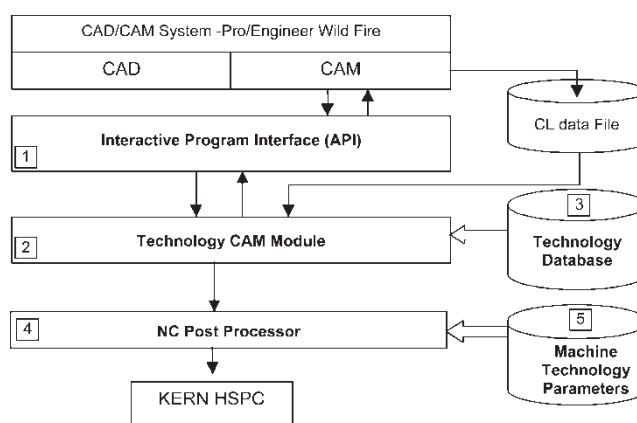 CAD/CAM System -Pro/Engineer Wild Fire
CAD
CAM
CL data File
Interactive Program Interface (API)
1
3
Technology
Database
2
Technology CAM Module
4
NC Post Processor
5
Machine
Technology
Parameters
KERN HSPC